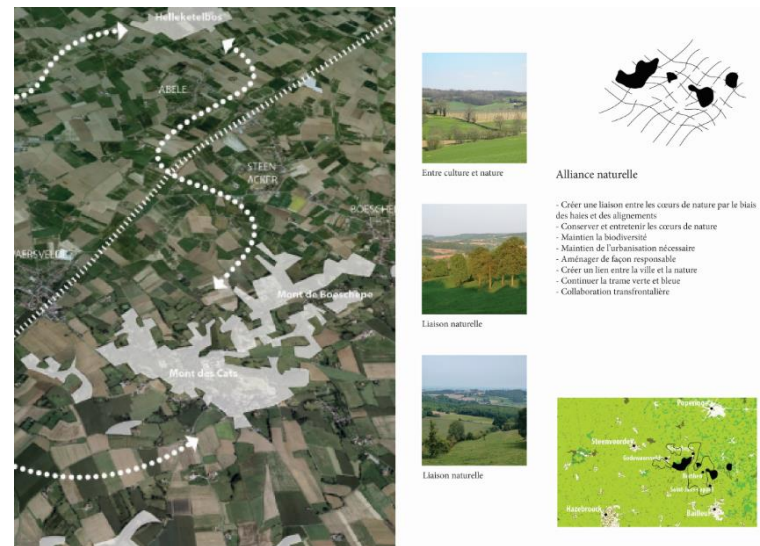 Helleketelbos
ABELE
STEEN
ACKER
BOESCHE
Mont de Boeschepe
Mont des Cats
Entre culture et nature
Liaison naturelle
Liaison naturelle
Alliance naturelle
- Créer une liaison entre les cœurs de nature par le biais
des haies et des alignements
- Conserver et entretenir les cœurs de nature
- Maintien la biodiversité
- Maintien de l'urbanisation nécessaire
- Aménager de façon responsable
- Créer un lien entre la ville et la nature
- Continuer la trame verte et bleue
- Collaboration transfrontalière
Poperinge
Steenvoorde
Hazebrouck
Bailleul